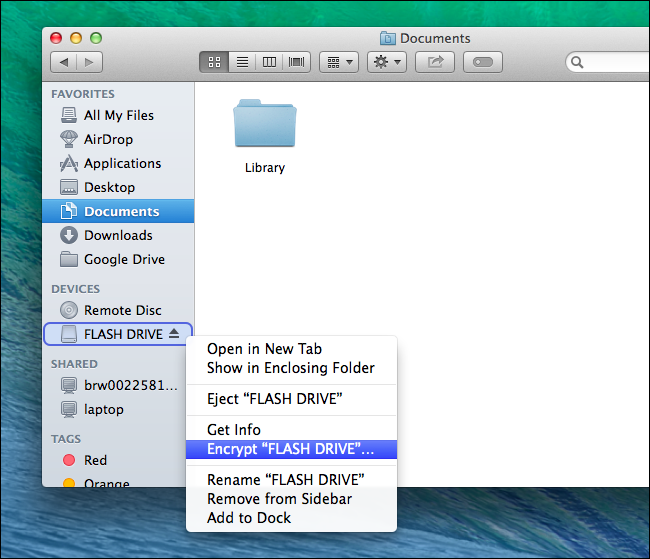 Documents
FAVORITES
All My Files
AirDrop
Applications
Desktop
Documents
Downloads
Google Drive
DEVICES
Remote Disc
FLASH DRIVE
SHARED
brw0022581...
laptop
TAGS
Red
Orange
Library
Open in New Tab
Show in Enclosing Folder
Eject “FLASH DRIVE”
Get Info
Encrypt “FLASH DRIVE”...
Rename “FLASH DRIVE”
Remove from Sidebar
Add to Dock